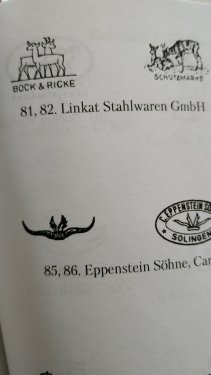 BOCK & RICKE
SCHUTZMARKE
81, 82. Linkat Stahlwaren GmbH
C. EPPENSTEIN
SOLINGEN
85, 86. Eppenstein Söhne, Car